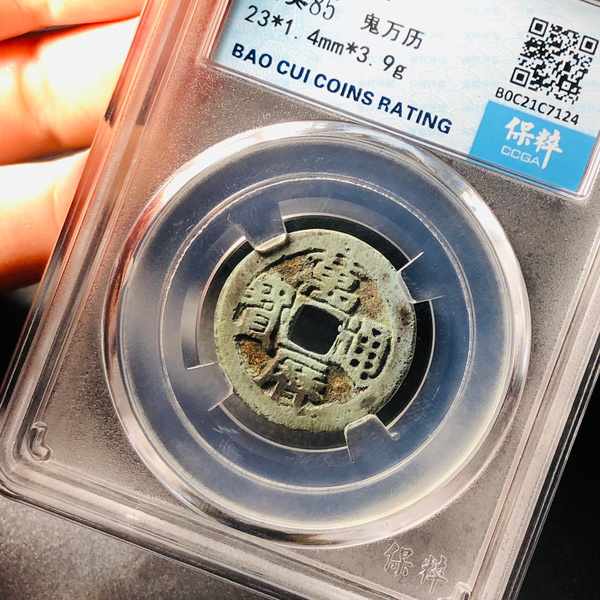 美85 鬼万历
23*1.4mm*3.9g
BAO CUI COINS RATING
B0C21C7124
保粹
CCGA
萬曆通寶
保粹